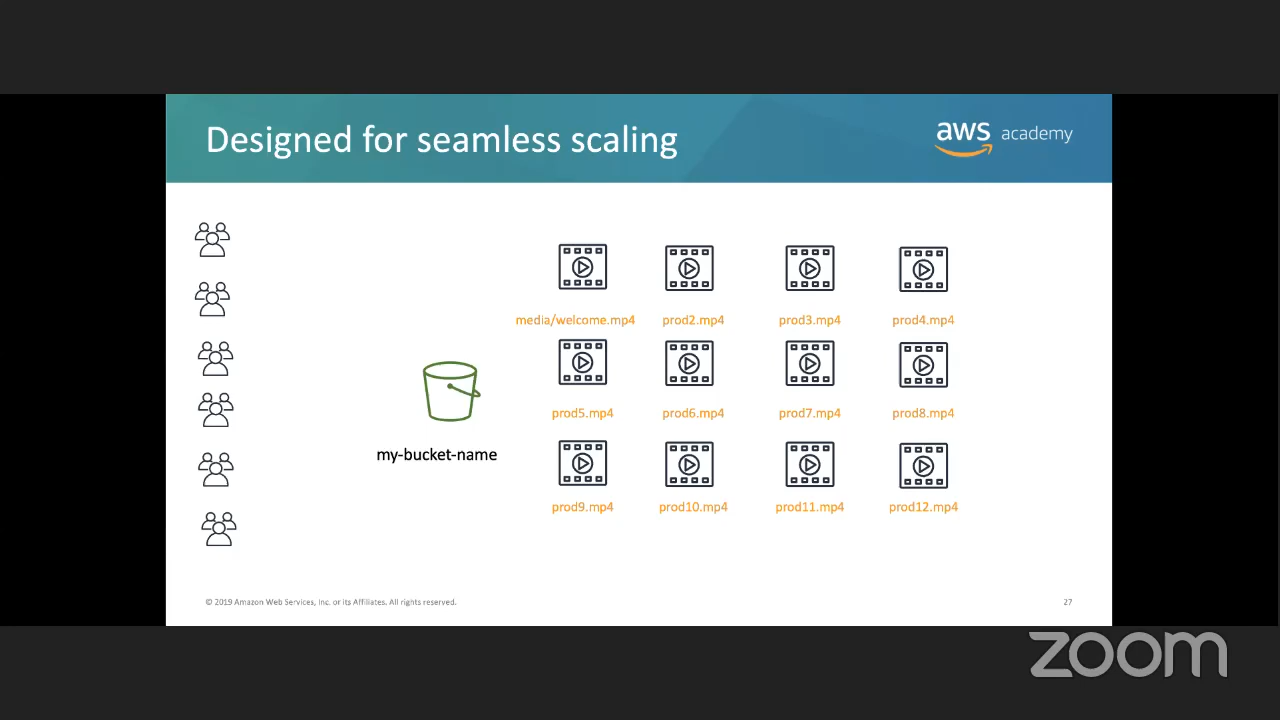 Designed for seamless scaling
aws academy
media/welcome.mp4
prod2.mp4
prod3.mp4
prod4.mp4
prod5.mp4
prod6.mp4
prod7.mp4
prod8.mp4
my-bucket-name
prod9.mp4
prod10.mp4
prod11.mp4
prod12.mp4
© 2019 Amazon Web Services, Inc. or its Affiliates. All rights reserved.
27
zoom